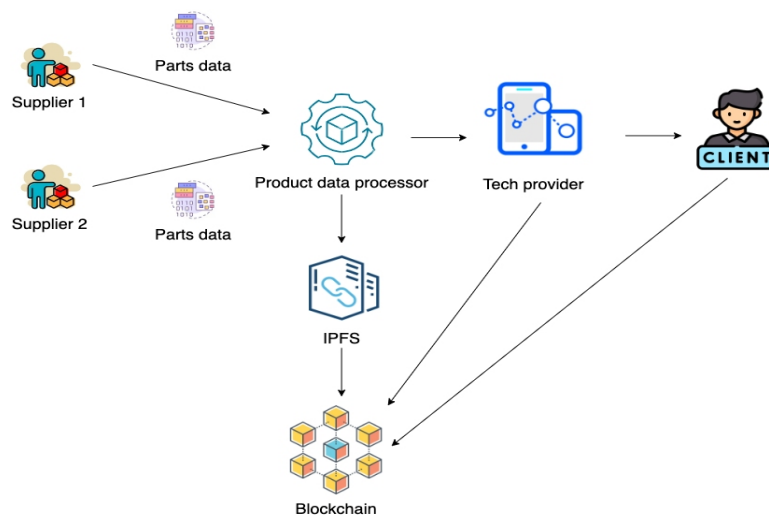 Parts data
Supplier 1
Product data processor
Tech provider
CLIENT
Supplier 2
Parts data
IPFS
Blockchain